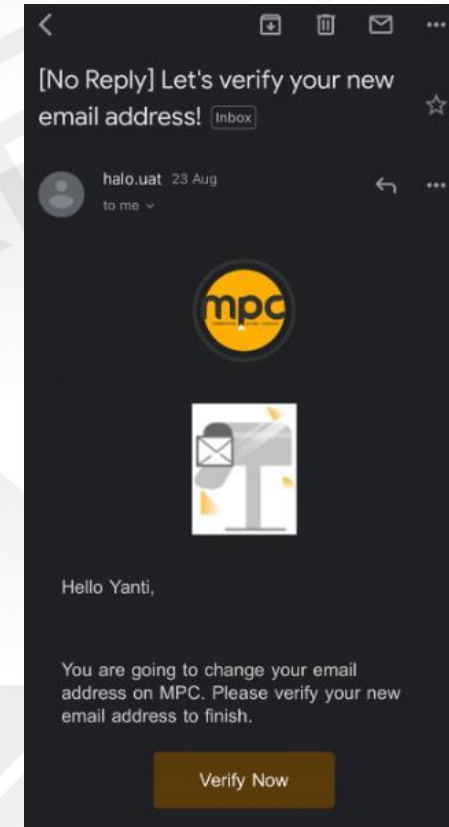 [No Reply] Let's verify your new
email address! Inbox
halo.uat 23 Aug
to me
mpc
Hello Yanti,
You are going to change your email
address on MPC. Please verify your new
email address to finish.
Verify Now